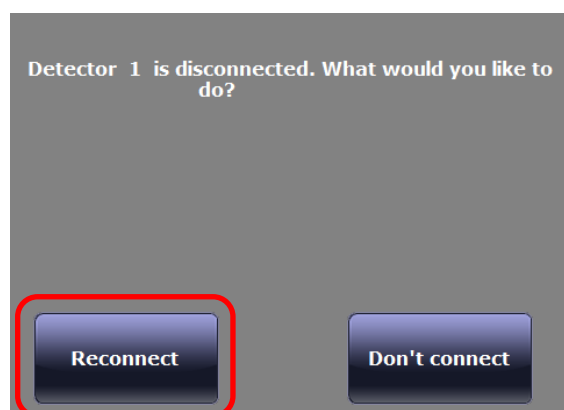 Detector 1 is disconnected. What would you like to
do?
Reconnect
Don't connect